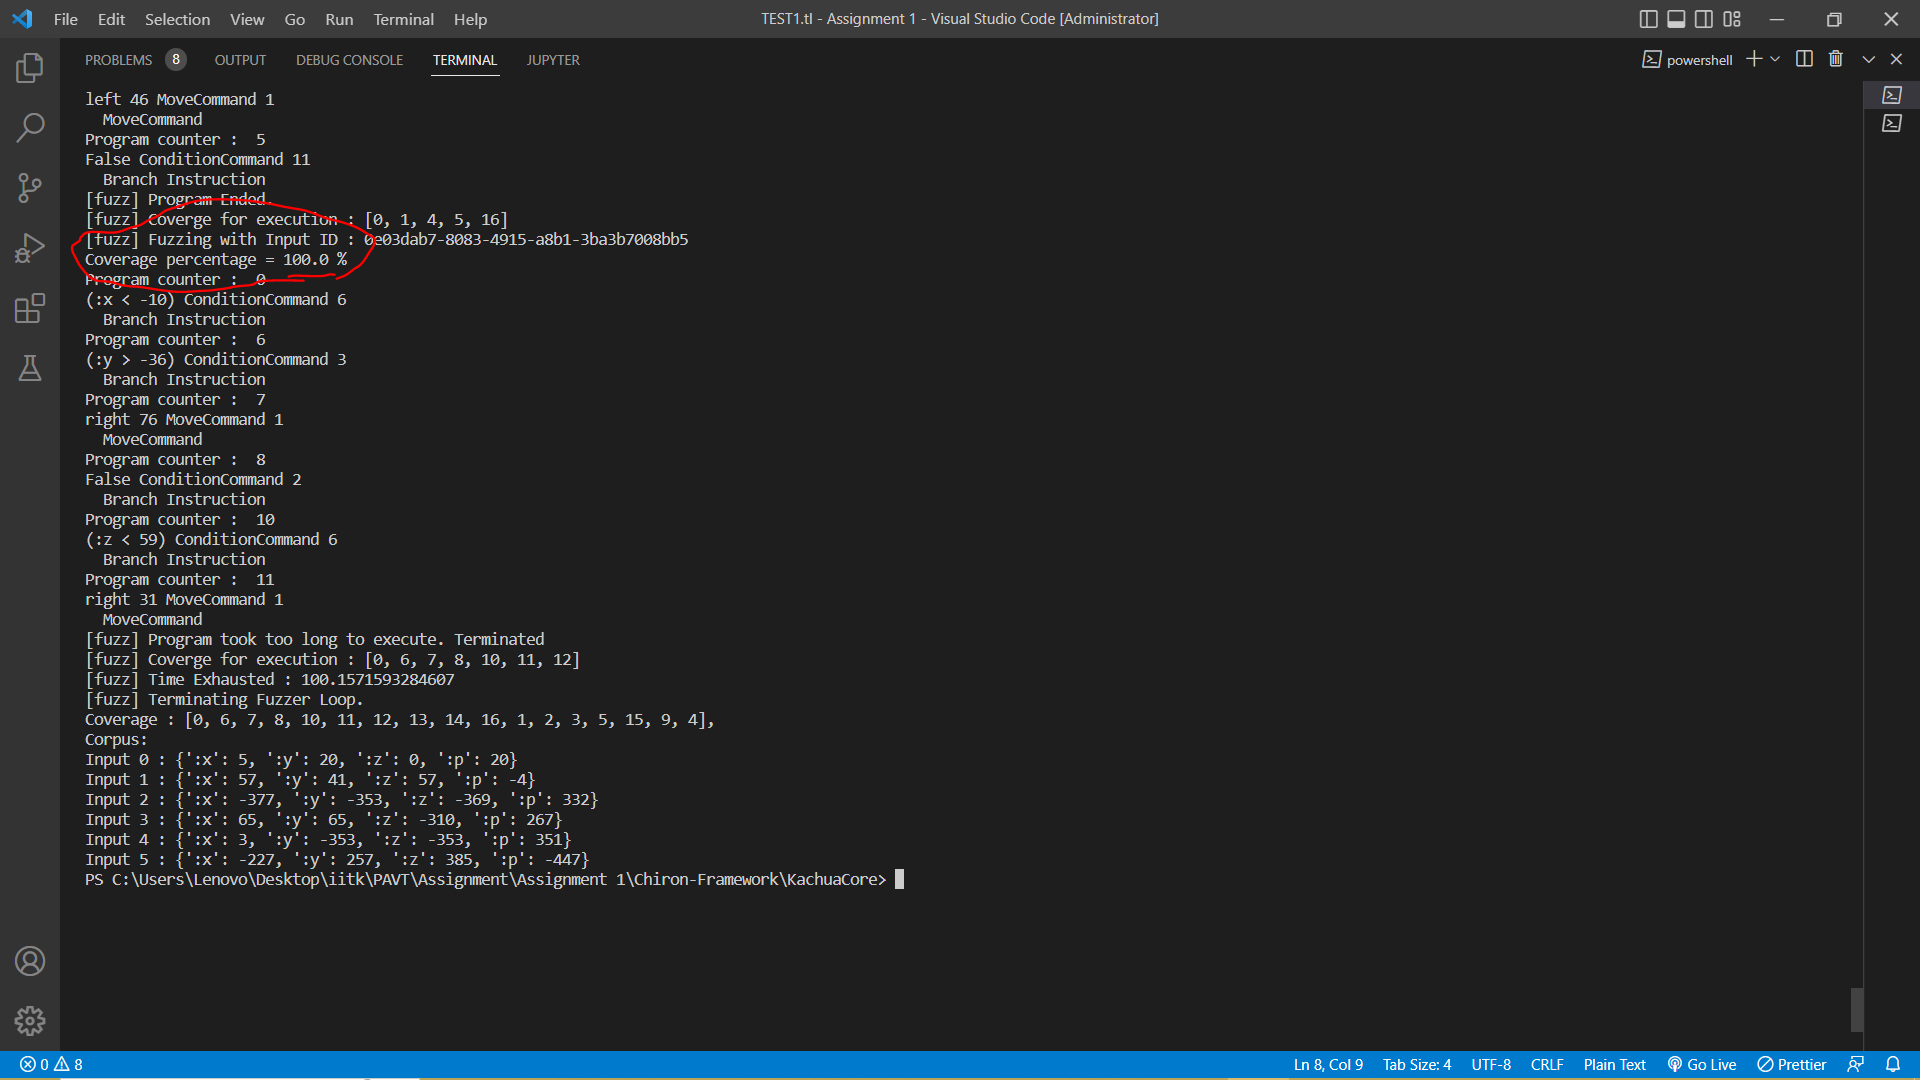 File Edit Selection View Go Run Terminal Help TEST1.tl - Assignment 1 - Visual Studio Code [Administrator]
PROBLEMS 8 OUTPUT DEBUG CONSOLE TERMINAL JUPYTER powershell
left 46 MoveCommand 1
MoveCommand
Program counter :  5
False ConditionCommand 11
Branch Instruction
[fuzz] Program Ended.
[fuzz] Coverge for execution : [0, 1, 4, 5, 16]
[fuzz] Fuzzing with Input ID : 0e03dab7-8083-4915-a8b1-3ba3b7008bb5
Coverage percentage = 100.0 %
Program counter :  0
(:x < -10) ConditionCommand 6
Branch Instruction
Program counter :  6
(:y > -36) ConditionCommand 3
Branch Instruction
Program counter :  7
right 76 MoveCommand 1
MoveCommand
Program counter :  8
False ConditionCommand 2
Branch Instruction
Program counter :  10
(:z < 59) ConditionCommand 6
Branch Instruction
Program counter :  11
right 31 MoveCommand 1
MoveCommand
[fuzz] Program took too long to execute. Terminated
[fuzz] Coverge for execution : [0, 6, 7, 8, 10, 11, 12]
[fuzz] Time Exhausted : 100.1571593284607
[fuzz] Terminating Fuzzer Loop.
Coverage : [0, 6, 7, 8, 10, 11, 12, 13, 14, 16, 1, 2, 3, 5, 15, 9, 4],
Corpus:
Input 0 : {':x': 5, ':y': 20, ':z': 0, ':p': 20}
Input 1 : {':x': 57, ':y': 41, ':z': 57, ':p': -4}
Input 2 : {':x': -377, ':y': -353, ':z': -369, ':p': 332}
Input 3 : {':x': 65, ':y': 65, ':z': -310, ':p': 267}
Input 4 : {':x': 3, ':y': -353, ':z': -353, ':p': 351}
Input 5 : {':x': -227, ':y': 257, ':z': 385, ':p': -447}
PS C:\Users\Lenovo\Desktop\iitk\PAVT\Assignment\Assignment 1\Chiron-Framework\KachuaCore>
0 8 Ln 8, Col 9 Tab Size: 4 UTF-8 CRLF Plain Text Go Live Prettier